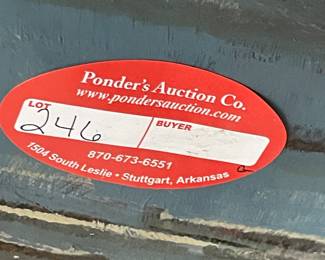 Ponder's Auction Co.
www.pondersauction.com
LOT
246
BUYER
870-673-6551
1504 South Leslie • Stuttgart, Arkansas